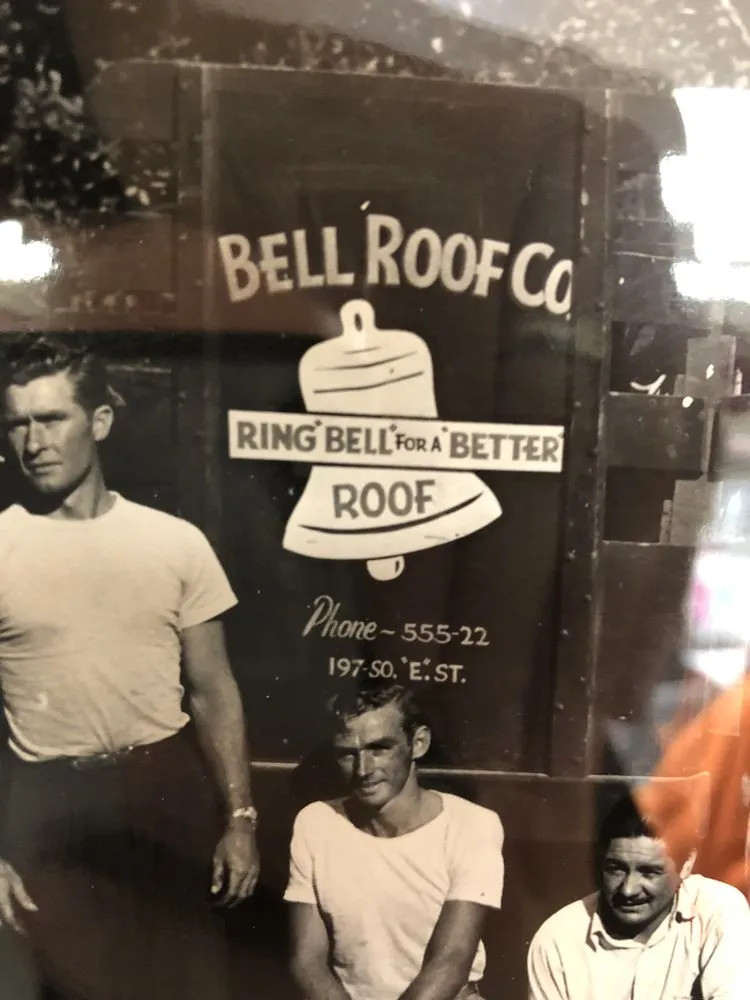 BELL ROOF CO.
RING "BELL" FOR A "BETTER"
ROOF
Phone ~ 555-22
197-SO. "E". ST.